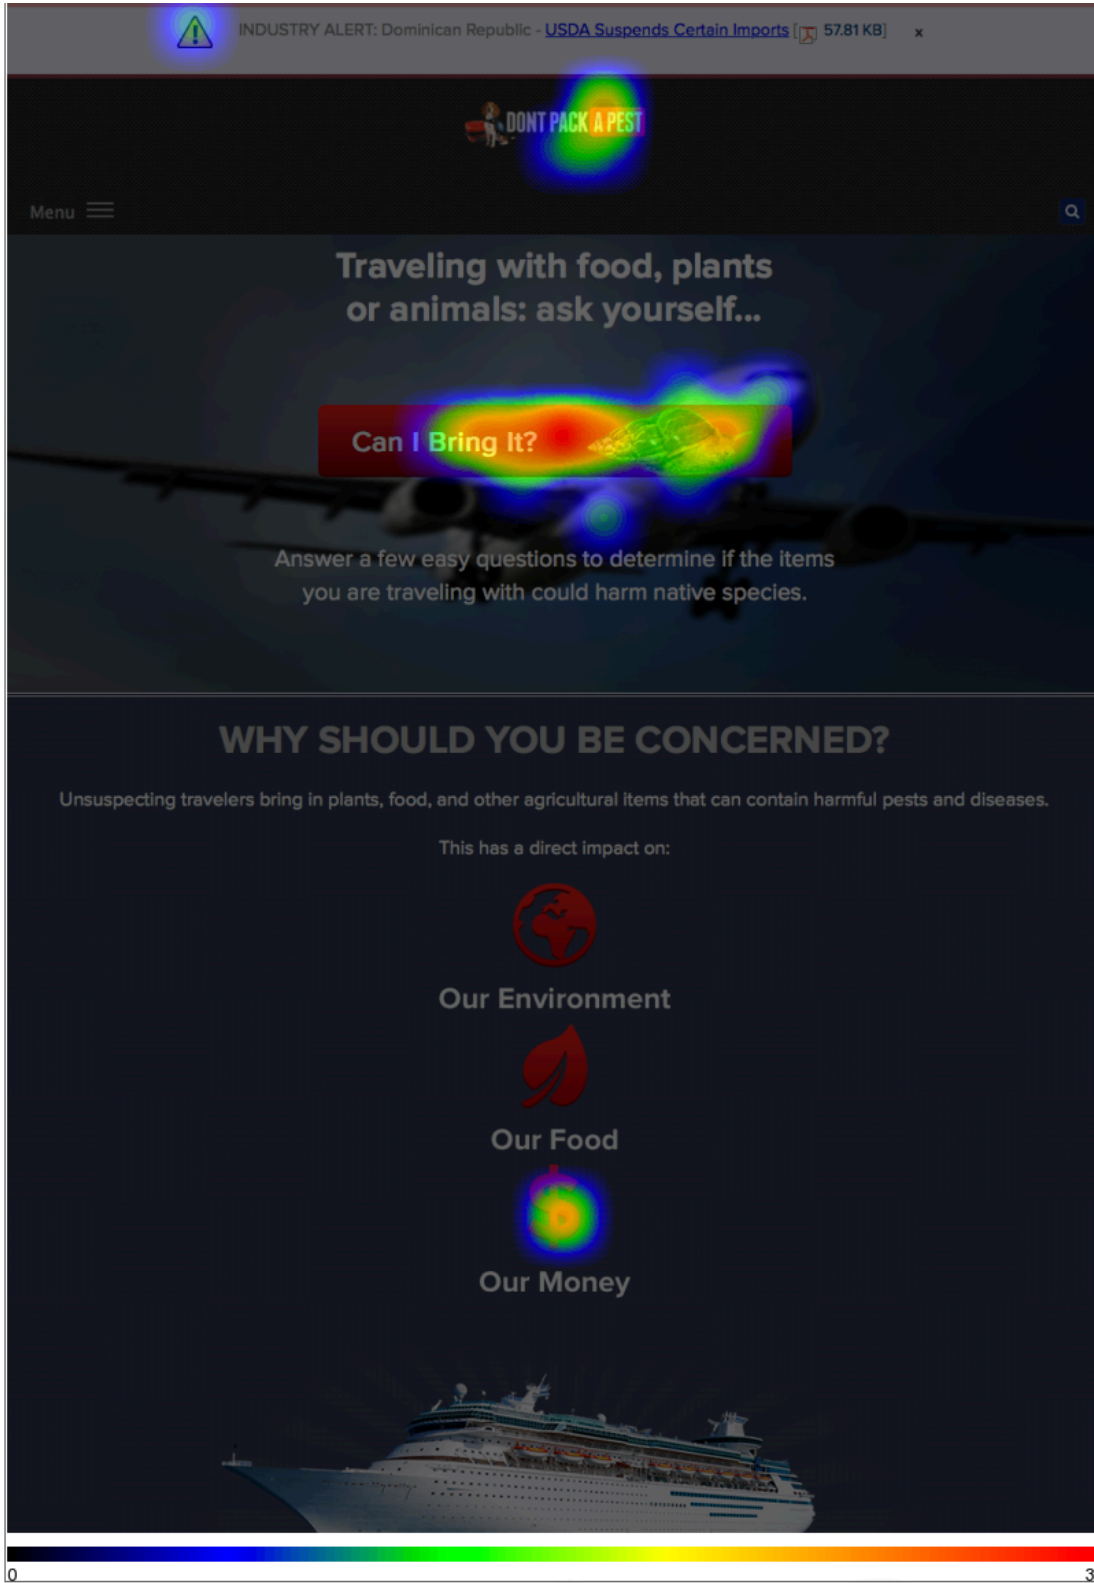 INDUSTRY ALERT: Dominican Republic - USDA Suspends Certain Imports [ 57.81 KB] x
DONT PACK A PEST
Menu
Traveling with food, plants
or animals: ask yourself...
Can I Bring It?
Answer a few easy questions to determine if the items
you are traveling with could harm native species.
WHY SHOULD YOU BE CONCERNED?
Unsuspecting travelers bring in plants, food, and other agricultural items that can contain harmful pests and diseases.
This has a direct impact on:
Our Environment
Our Food
$
Our Money
0 3